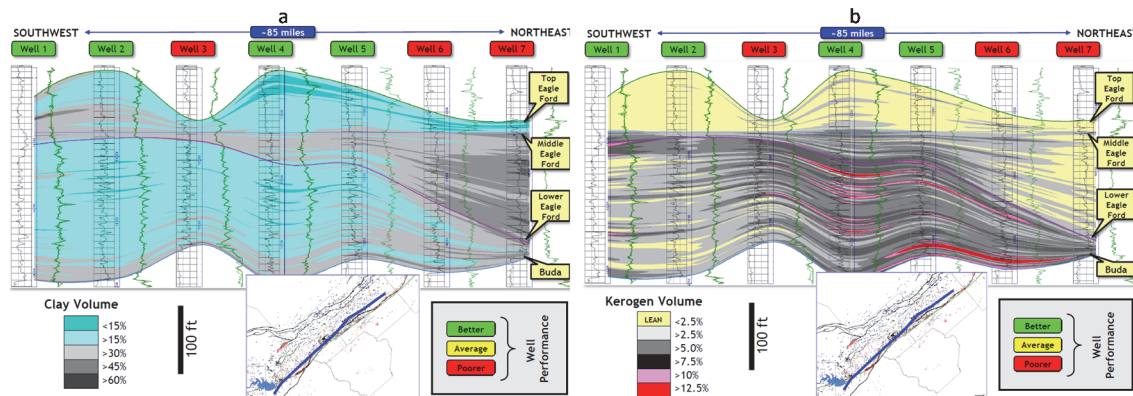 a
SOUTHWEST
~85 miles
NORTHEAST
Well 1
Well 2
Well 3
Well 4
Well 5
Well 6
Well 7
Top
Eagle
Ford
Middle
Eagle
Ford
Lower
Eagle
Ford
Buda
Clay Volume
<15%
>15%
>30%
>45%
>60%
100 ft
Better
Average
Poorer
Well
Performance
b
SOUTHWEST
~85 miles
NORTHEAST
Well 1
Well 2
Well 3
Well 4
Well 5
Well 6
Well 7
Top
Eagle
Ford
Middle
Eagle
Ford
Lower
Eagle
Ford
Buda
Kerogen Volume
LEAN
<2.5%
>2.5%
>5.0%
>7.5%
>10%
>12.5%
100 ft
Better
Average
Poorer
Well
Performance